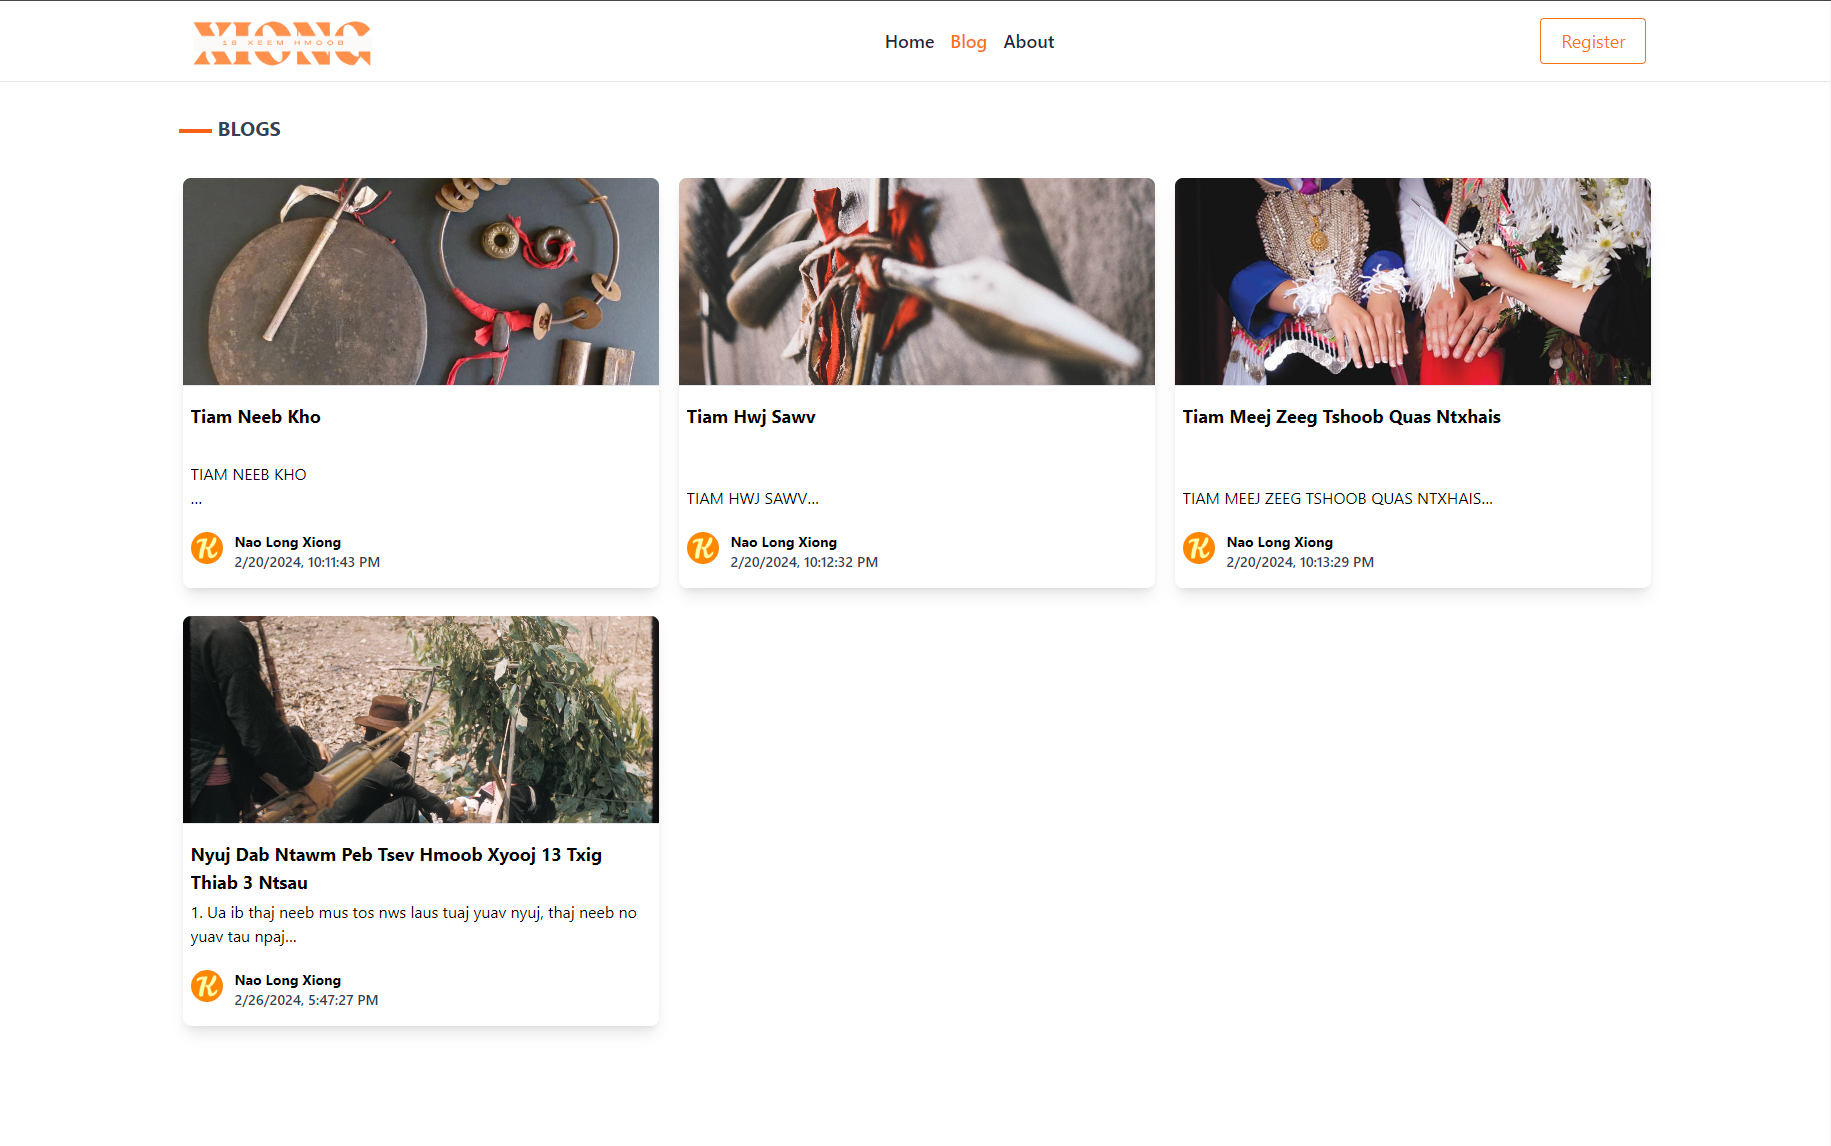 XIONG
18 XEEM HMOOB
Home Blog About
Register
BLOGS
Tiam Neeb Kho
TIAM NEEB KHO
...
Nao Long Xiong
2/20/2024, 10:11:43 PM
Tiam Hwj Sawv
TIAM HWJ SAWV...
Nao Long Xiong
2/20/2024, 10:12:32 PM
Tiam Meej Zeeg Tshoob Quas Ntxhais
TIAM MEEJ ZEEG TSHOOB QUAS NTXHAIS...
Nao Long Xiong
2/20/2024, 10:13:29 PM
Nyuj Dab Ntawm Peb Tsev Hmoob Xyooj 13 Txig
Thiab 3 Ntsau
1. Ua ib thaj neeb mus tos nws laus tuaj yuav nyuj, thaj neeb no
yuav tau npaj...
Nao Long Xiong
2/26/2024, 5:47:27 PM